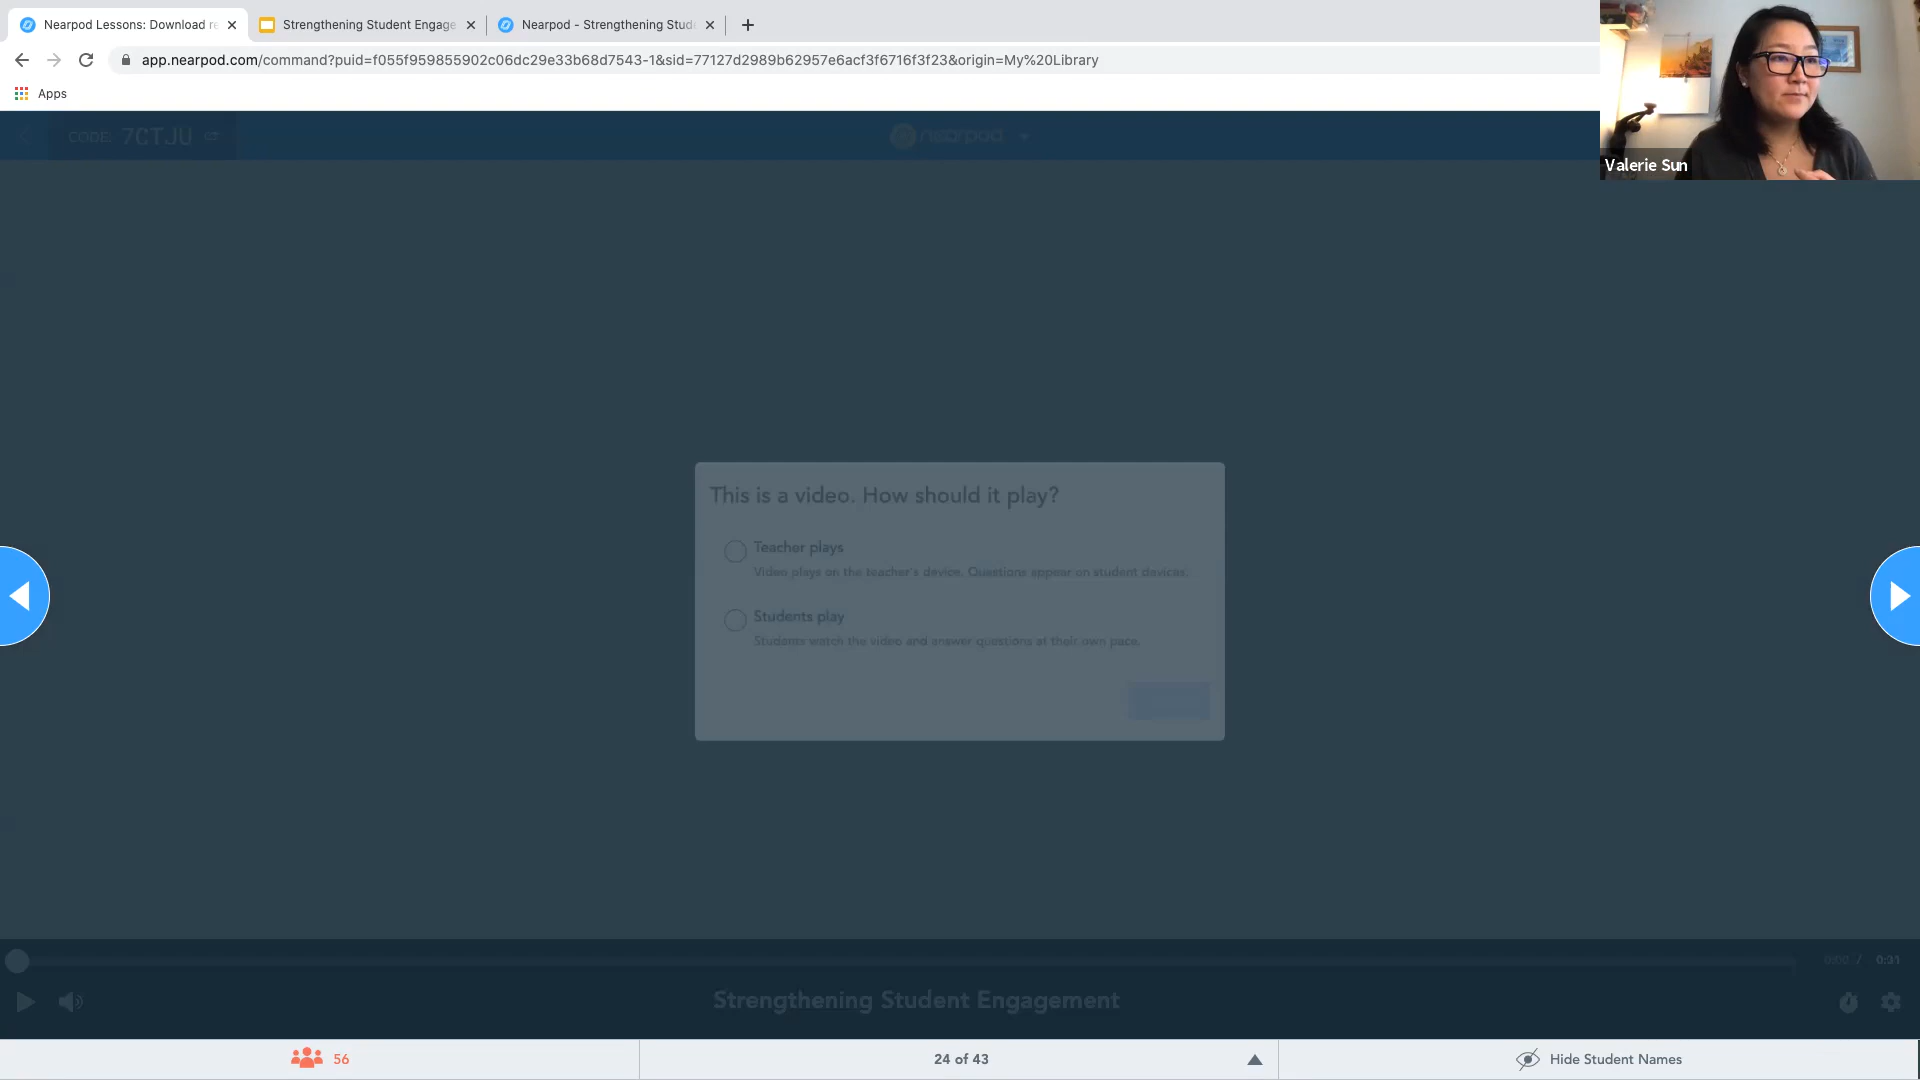 Nearpod Lessons: Download re
Strengthening Student Engage
Nearpod - Strengthening Stud
app.nearpod.com/command?puid=f055f959855902c06dc29e33b68d7543-1&sid=77127d2989b62957e6acf3f6716f3f23&origin=My%20Library
Apps
CODE: 7CTJU
nearpod
Valerie Sun
This is a video. How should it play?
Teacher plays
Video plays on the teacher's device. Questions appear on student devices.
Students play
Students watch the video and answer questions at their own pace.
0:00 / 0:31
Strengthening Student Engagement
56
24 of 43
Hide Student Names